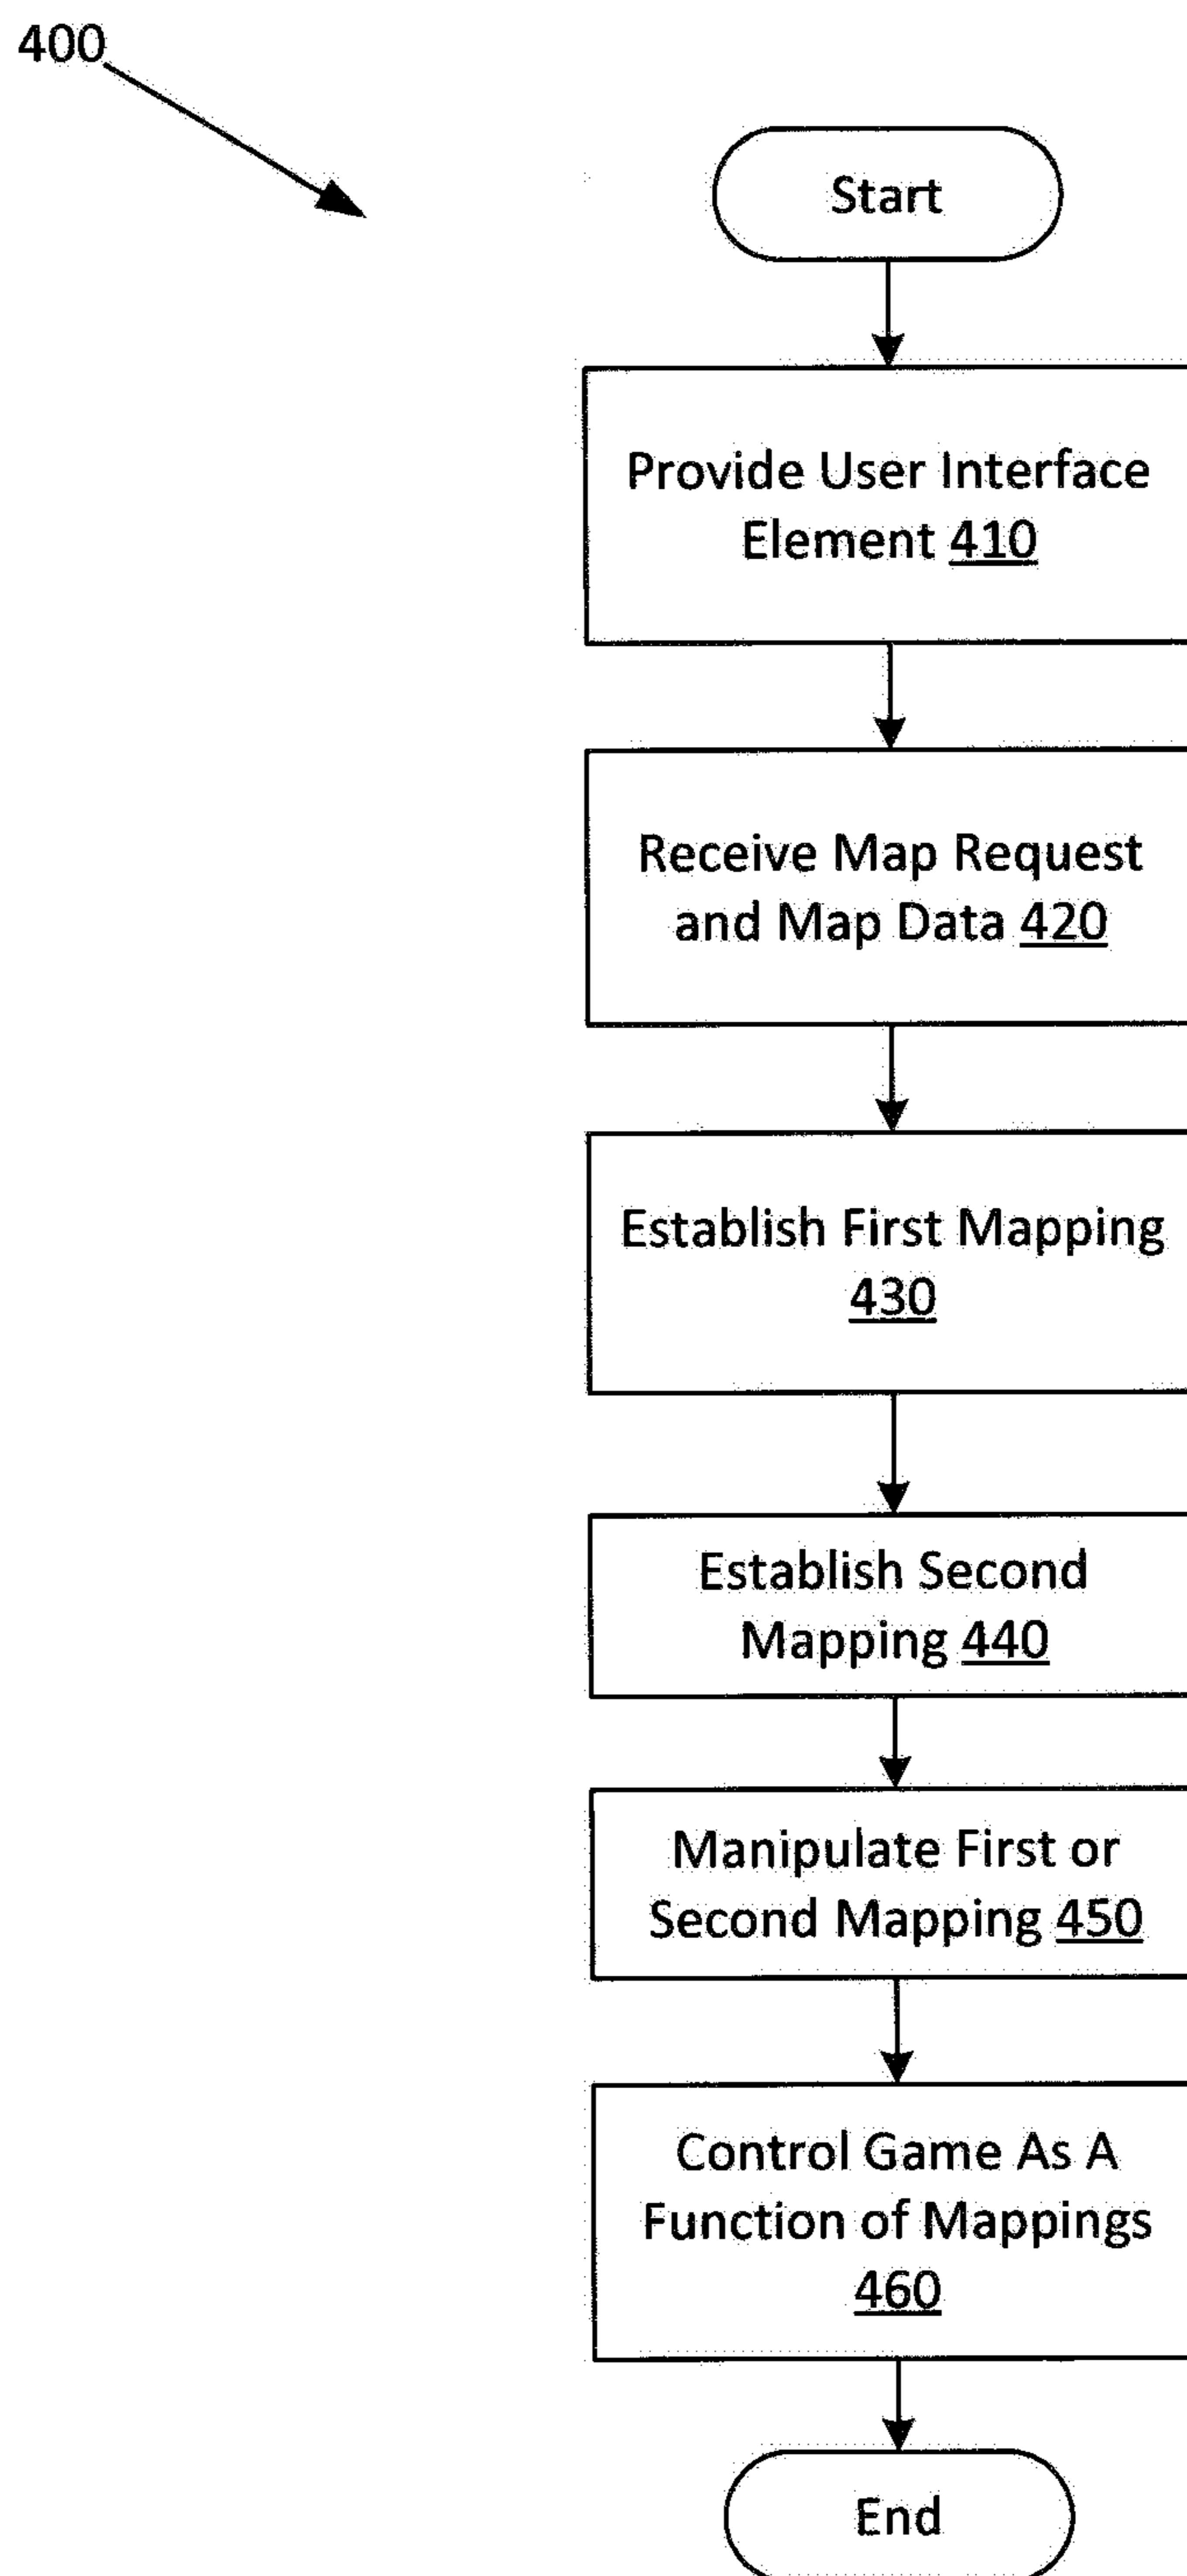 400
Start
Provide User Interface
Element 410
Receive Map Request
and Map Data 420
Establish First Mapping
430
Establish Second
Mapping 440
Manipulate First or
Second Mapping 450
Control Game As A
Function of Mappings
460
End